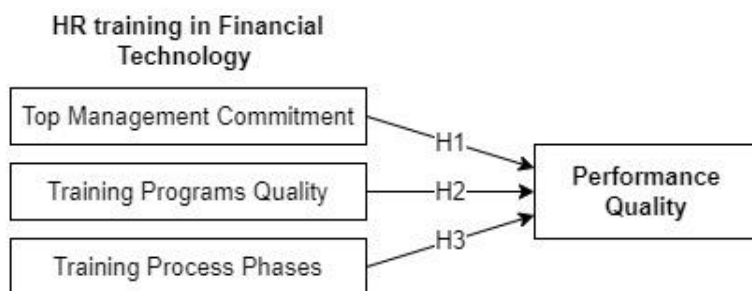 HR training in Financial
Technology
Top Management Commitment
H1
Training Programs Quality
H2
Performance
Quality
H3
Training Process Phases